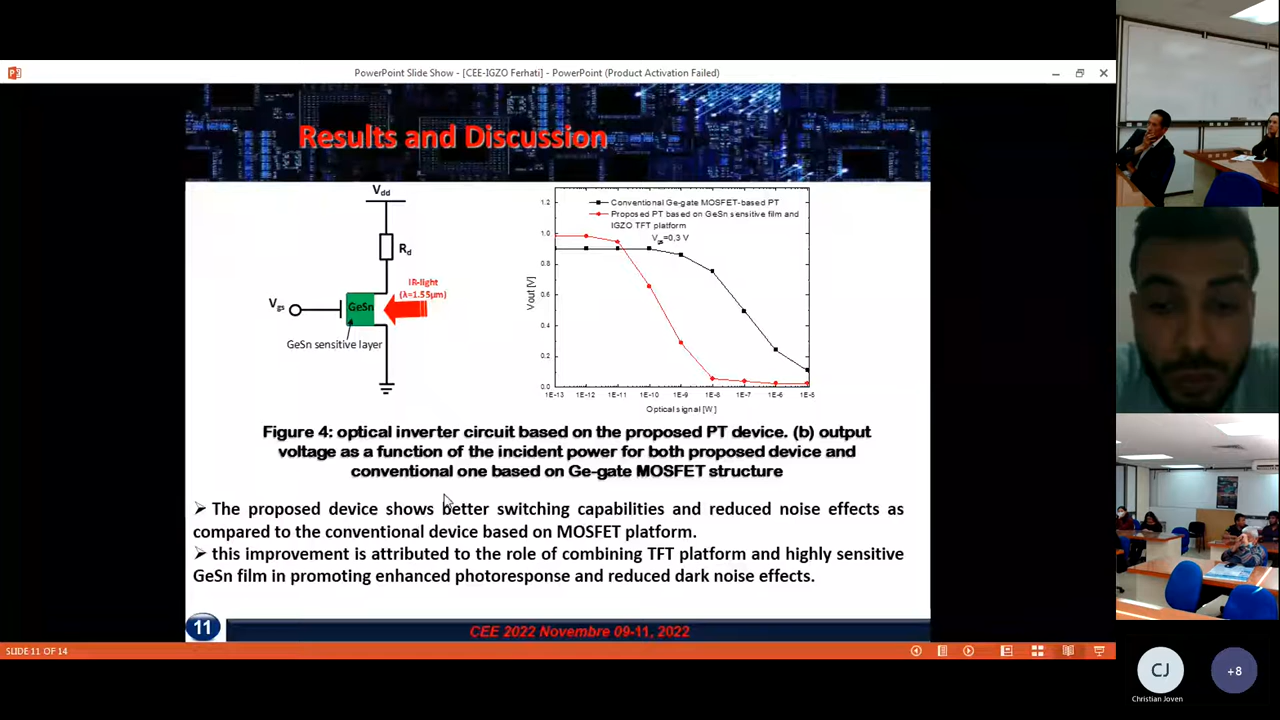 PowerPoint Slide Show - [CEE-IGZO Ferhati] - PowerPoint (Product Activation Failed)
Results and Discussion
Vdd
Rd
IR-light
(λ=1.55μm)
Vgs
GeSn
GeSn sensitive layer
Conventional Ge-gate MOSFET-based PT
Proposed PT based on GeSn sensitive film and
IGZO TFT platform
Vgs=0,3 V
Vout [V]
1.2
1.0
0.8
0.6
0.4
0.2
0.0
1E-13 1E-12 1E-11 1E-10 1E-9 1E-8 1E-7 1E-6 1E-5
Optical signal [W]
Figure 4: optical inverter circuit based on the proposed PT device. (b) output
voltage as a function of the incident power for both proposed device and
conventional one based on Ge-gate MOSFET structure
➢ The proposed device shows better switching capabilities and reduced noise effects as
compared to the conventional device based on MOSFET platform.
➢ this improvement is attributed to the role of combining TFT platform and highly sensitive
GeSn film in promoting enhanced photoresponse and reduced dark noise effects.
11
CEE 2022 Novembre 09-11, 2022
SLIDE 11 OF 14
CJ
Christian Joven
+8